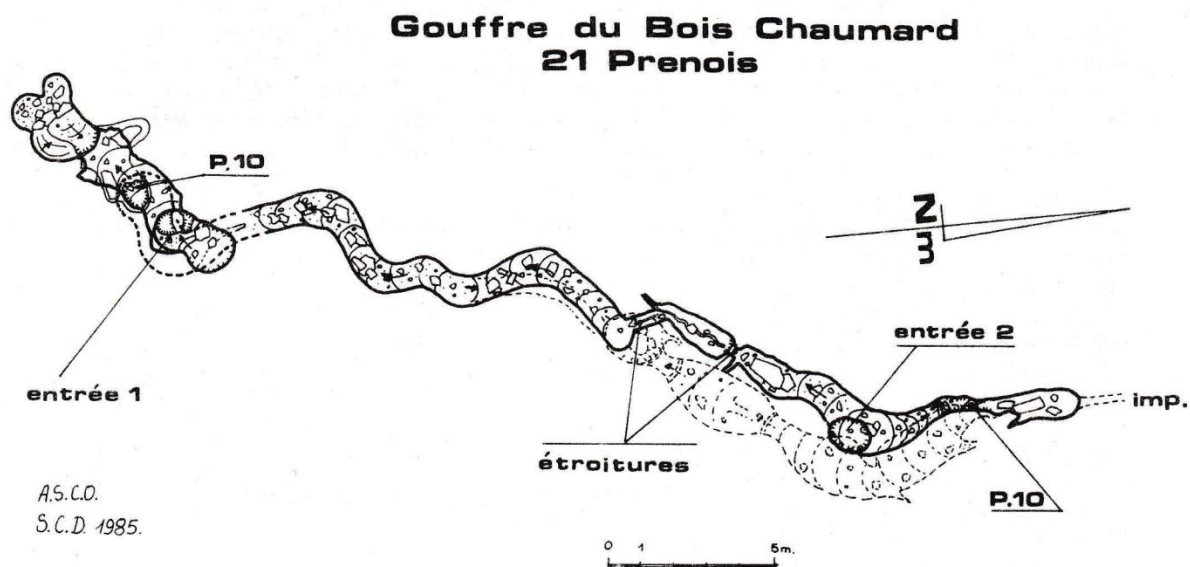 Gouffre du Bois Chaumard
21 Prenois
P.10
N
m
entrée 2
entrée 1
imp.
étroitures
P.10
A.S.C.O.
S.C.D. 1985.
0 1 5m.